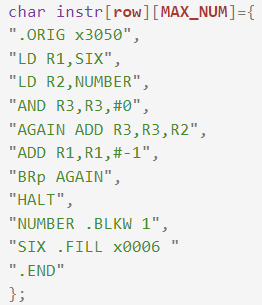 char instr[row][MAX_NUM]={
".ORIG x3050",
"LD R1,SIX",
"LD R2,NUMBER",
"AND R3,R3,#0",
"AGAIN ADD R3,R3,R2",
"ADD R1,R1,#-1",
"BRp AGAIN",
"HALT",
"NUMBER .BLKW 1",
"SIX .FILL x0006 "
".END"
};